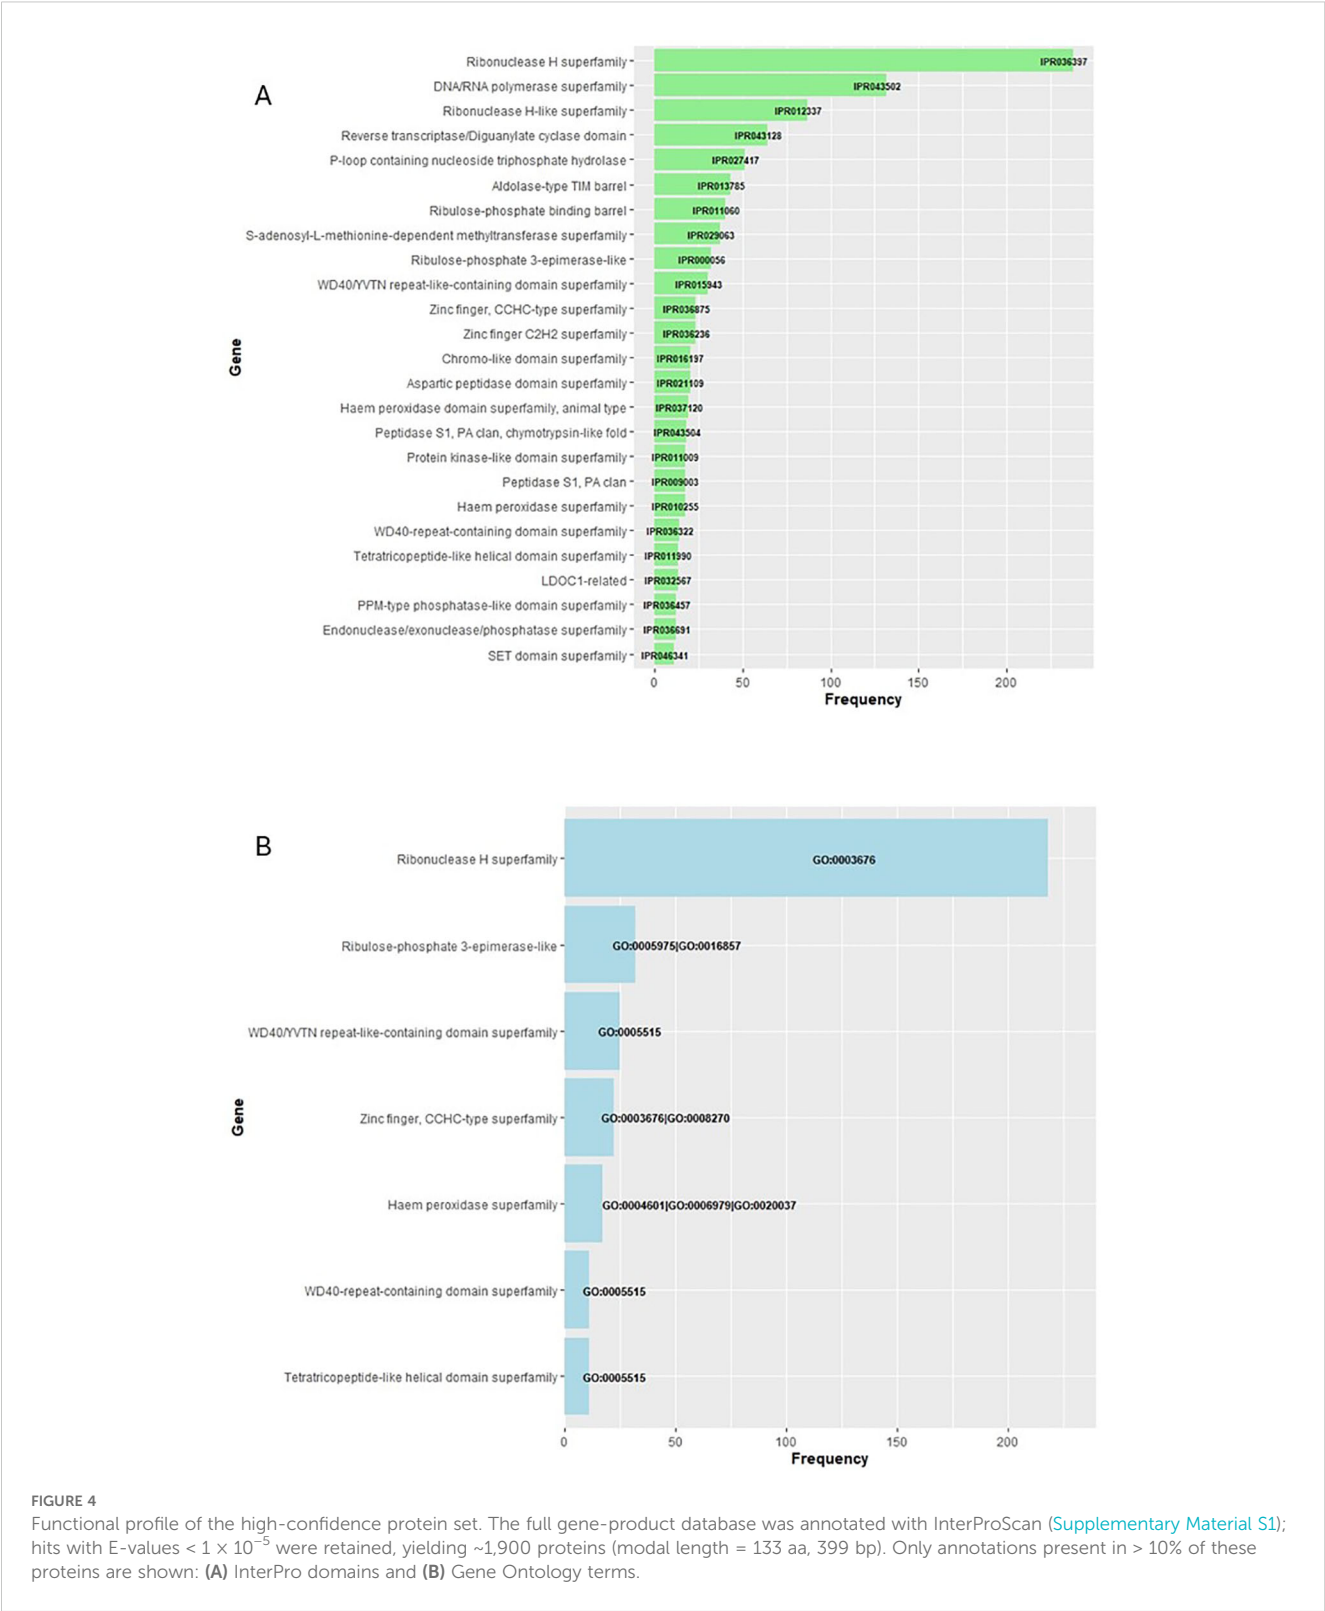 A
Gene
Ribonuclease H superfamily IPR036397
DNA/RNA polymerase superfamily IPR043502
Ribonuclease H-like superfamily IPR012337
Reverse transcriptase/Diguanylate cyclase domain IPR043128
P-loop containing nucleoside triphosphate hydrolase IPR027417
Aldolase-type TIM barrel IPR013785
Ribulose-phosphate binding barrel IPR011060
S-adenosyl-L-methionine-dependent methyltransferase superfamily IPR029063
Ribulose-phosphate 3-epimerase-like IPR000056
WD40/YVTN repeat-like-containing domain superfamily IPR015943
Zinc finger, CCHC-type superfamily IPR036875
Zinc finger C2H2 superfamily IPR036236
Chromo-like domain superfamily IPR016197
Aspartic peptidase domain superfamily IPR021109
Haem peroxidase domain superfamily, animal type IPR037120
Peptidase S1, PA clan, chymotrypsin-like fold IPR043504
Protein kinase-like domain superfamily IPR011009
Peptidase S1, PA clan IPR009003
Haem peroxidase superfamily IPR010255
WD40-repeat-containing domain superfamily IPR036322
Tetratricopeptide-like helical domain superfamily IPR011990
LDOC1-related IPR032567
PPM-type phosphatase-like domain superfamily IPR036457
Endonuclease/exonuclease/phosphatase superfamily IPR036691
SET domain superfamily IPR046341
0 50 100 150 200
Frequency
B
Gene
Ribonuclease H superfamily GO:0003676
Ribulose-phosphate 3-epimerase-like GO:0005975|GO:0016857
WD40/YVTN repeat-like-containing domain superfamily GO:0005515
Zinc finger, CCHC-type superfamily GO:0003676|GO:0008270
Haem peroxidase superfamily GO:0004601|GO:0006979|GO:0020037
WD40-repeat-containing domain superfamily GO:0005515
Tetratricopeptide-like helical domain superfamily GO:0005515
0 50 100 150 200
Frequency
FIGURE 4
Functional profile of the high-confidence protein set. The full gene-product database was annotated with InterProScan (Supplementary Material S1);
hits with E-values < 1 × 10⁻⁵ were retained, yielding ~1,900 proteins (modal length = 133 aa, 399 bp). Only annotations present in > 10% of these
proteins are shown: (A) InterPro domains and (B) Gene Ontology terms.